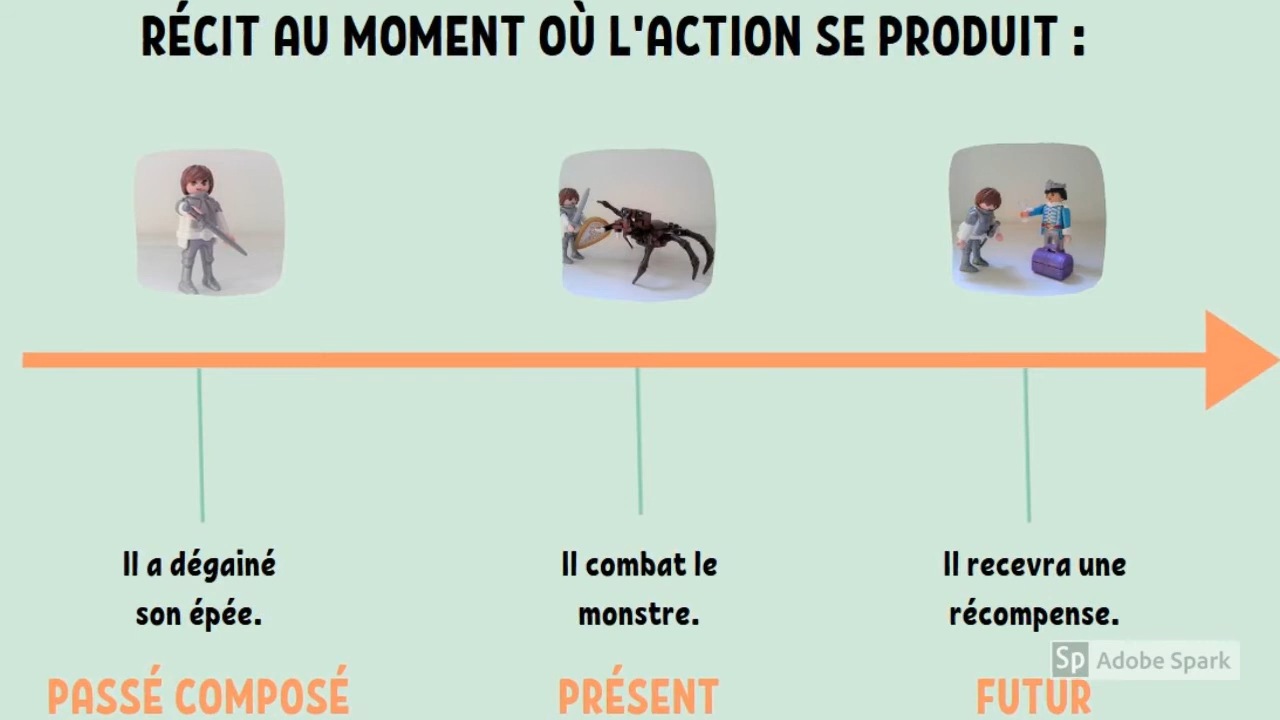 RÉCIT AU MOMENT OÙ L'ACTION SE PRODUIT :
Il a dégainé
son épée.
PASSÉ COMPOSÉ
Il combat le
monstre.
PRÉSENT
Il recevra une
récompense.
FUTUR
Sp Adobe Spark